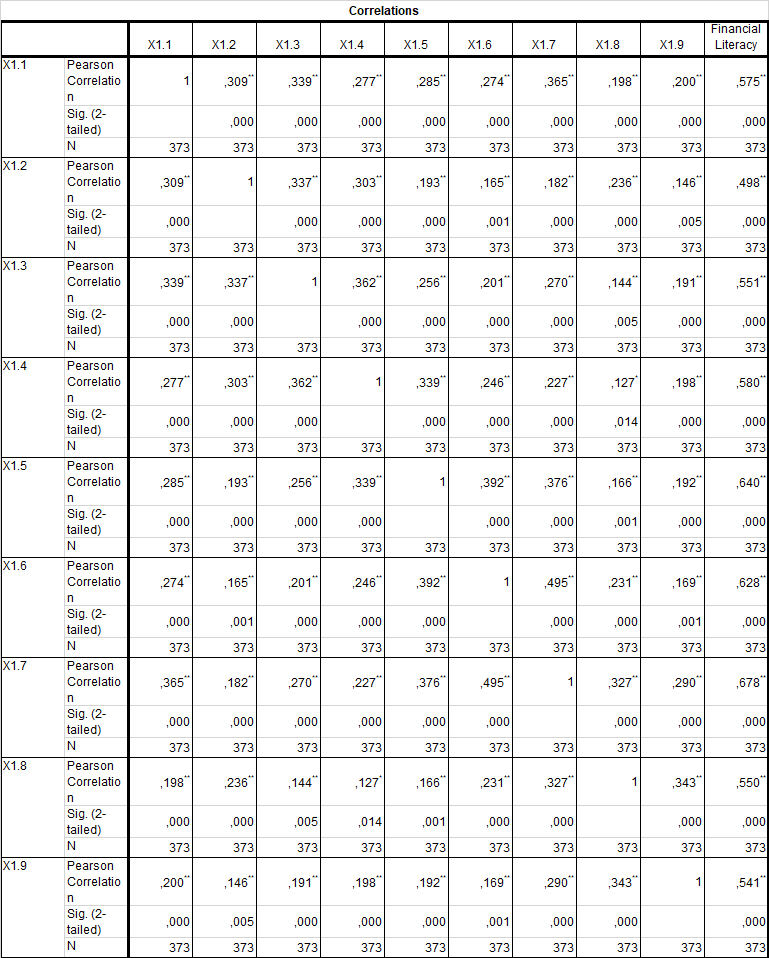 Correlations
X1.1 X1.2 X1.3 X1.4 X1.5 X1.6 X1.7 X1.8 X1.9 Financial Literacy
X1.1 Pearson Correlatio n 1 ,309** ,339** ,277** ,285** ,274** ,365** ,198** ,200** ,575**
Sig. (2- tailed) ,000 ,000 ,000 ,000 ,000 ,000 ,000 ,000 ,000
N 373 373 373 373 373 373 373 373 373 373
X1.2 Pearson Correlatio n ,309** 1 ,337** ,303** ,193** ,165** ,182** ,236** ,146** ,498**
Sig. (2- tailed) ,000 ,000 ,000 ,000 ,001 ,000 ,000 ,005 ,000
N 373 373 373 373 373 373 373 373 373 373
X1.3 Pearson Correlatio n ,339** ,337** 1 ,362** ,256** ,201** ,270** ,144** ,191** ,551**
Sig. (2- tailed) ,000 ,000 ,000 ,000 ,000 ,000 ,005 ,000 ,000
N 373 373 373 373 373 373 373 373 373 373
X1.4 Pearson Correlatio n ,277** ,303** ,362** 1 ,339** ,246** ,227** ,127* ,198** ,580**
Sig. (2- tailed) ,000 ,000 ,000 ,000 ,000 ,000 ,014 ,000 ,000
N 373 373 373 373 373 373 373 373 373 373
X1.5 Pearson Correlatio n ,285** ,193** ,256** ,339** 1 ,392** ,376** ,166** ,192** ,640**
Sig. (2- tailed) ,000 ,000 ,000 ,000 ,000 ,000 ,001 ,000 ,000
N 373 373 373 373 373 373 373 373 373 373
X1.6 Pearson Correlatio n ,274** ,165** ,201** ,246** ,392** 1 ,495** ,231** ,169** ,628**
Sig. (2- tailed) ,000 ,001 ,000 ,000 ,000 ,000 ,000 ,001 ,000
N 373 373 373 373 373 373 373 373 373 373
X1.7 Pearson Correlatio n ,365** ,182** ,270** ,227** ,376** ,495** 1 ,327** ,290** ,678**
Sig. (2- tailed) ,000 ,000 ,000 ,000 ,000 ,000 ,000 ,000 ,000
N 373 373 373 373 373 373 373 373 373 373
X1.8 Pearson Correlatio n ,198** ,236** ,144** ,127* ,166** ,231** ,327** 1 ,343** ,550**
Sig. (2- tailed) ,000 ,000 ,005 ,014 ,001 ,000 ,000 ,000 ,000
N 373 373 373 373 373 373 373 373 373 373
X1.9 Pearson Correlatio n ,200** ,146** ,191** ,198** ,192** ,169** ,290** ,343** 1 ,541**
Sig. (2- tailed) ,000 ,005 ,000 ,000 ,000 ,001 ,000 ,000 ,000
N 373 373 373 373 373 373 373 373 373 373